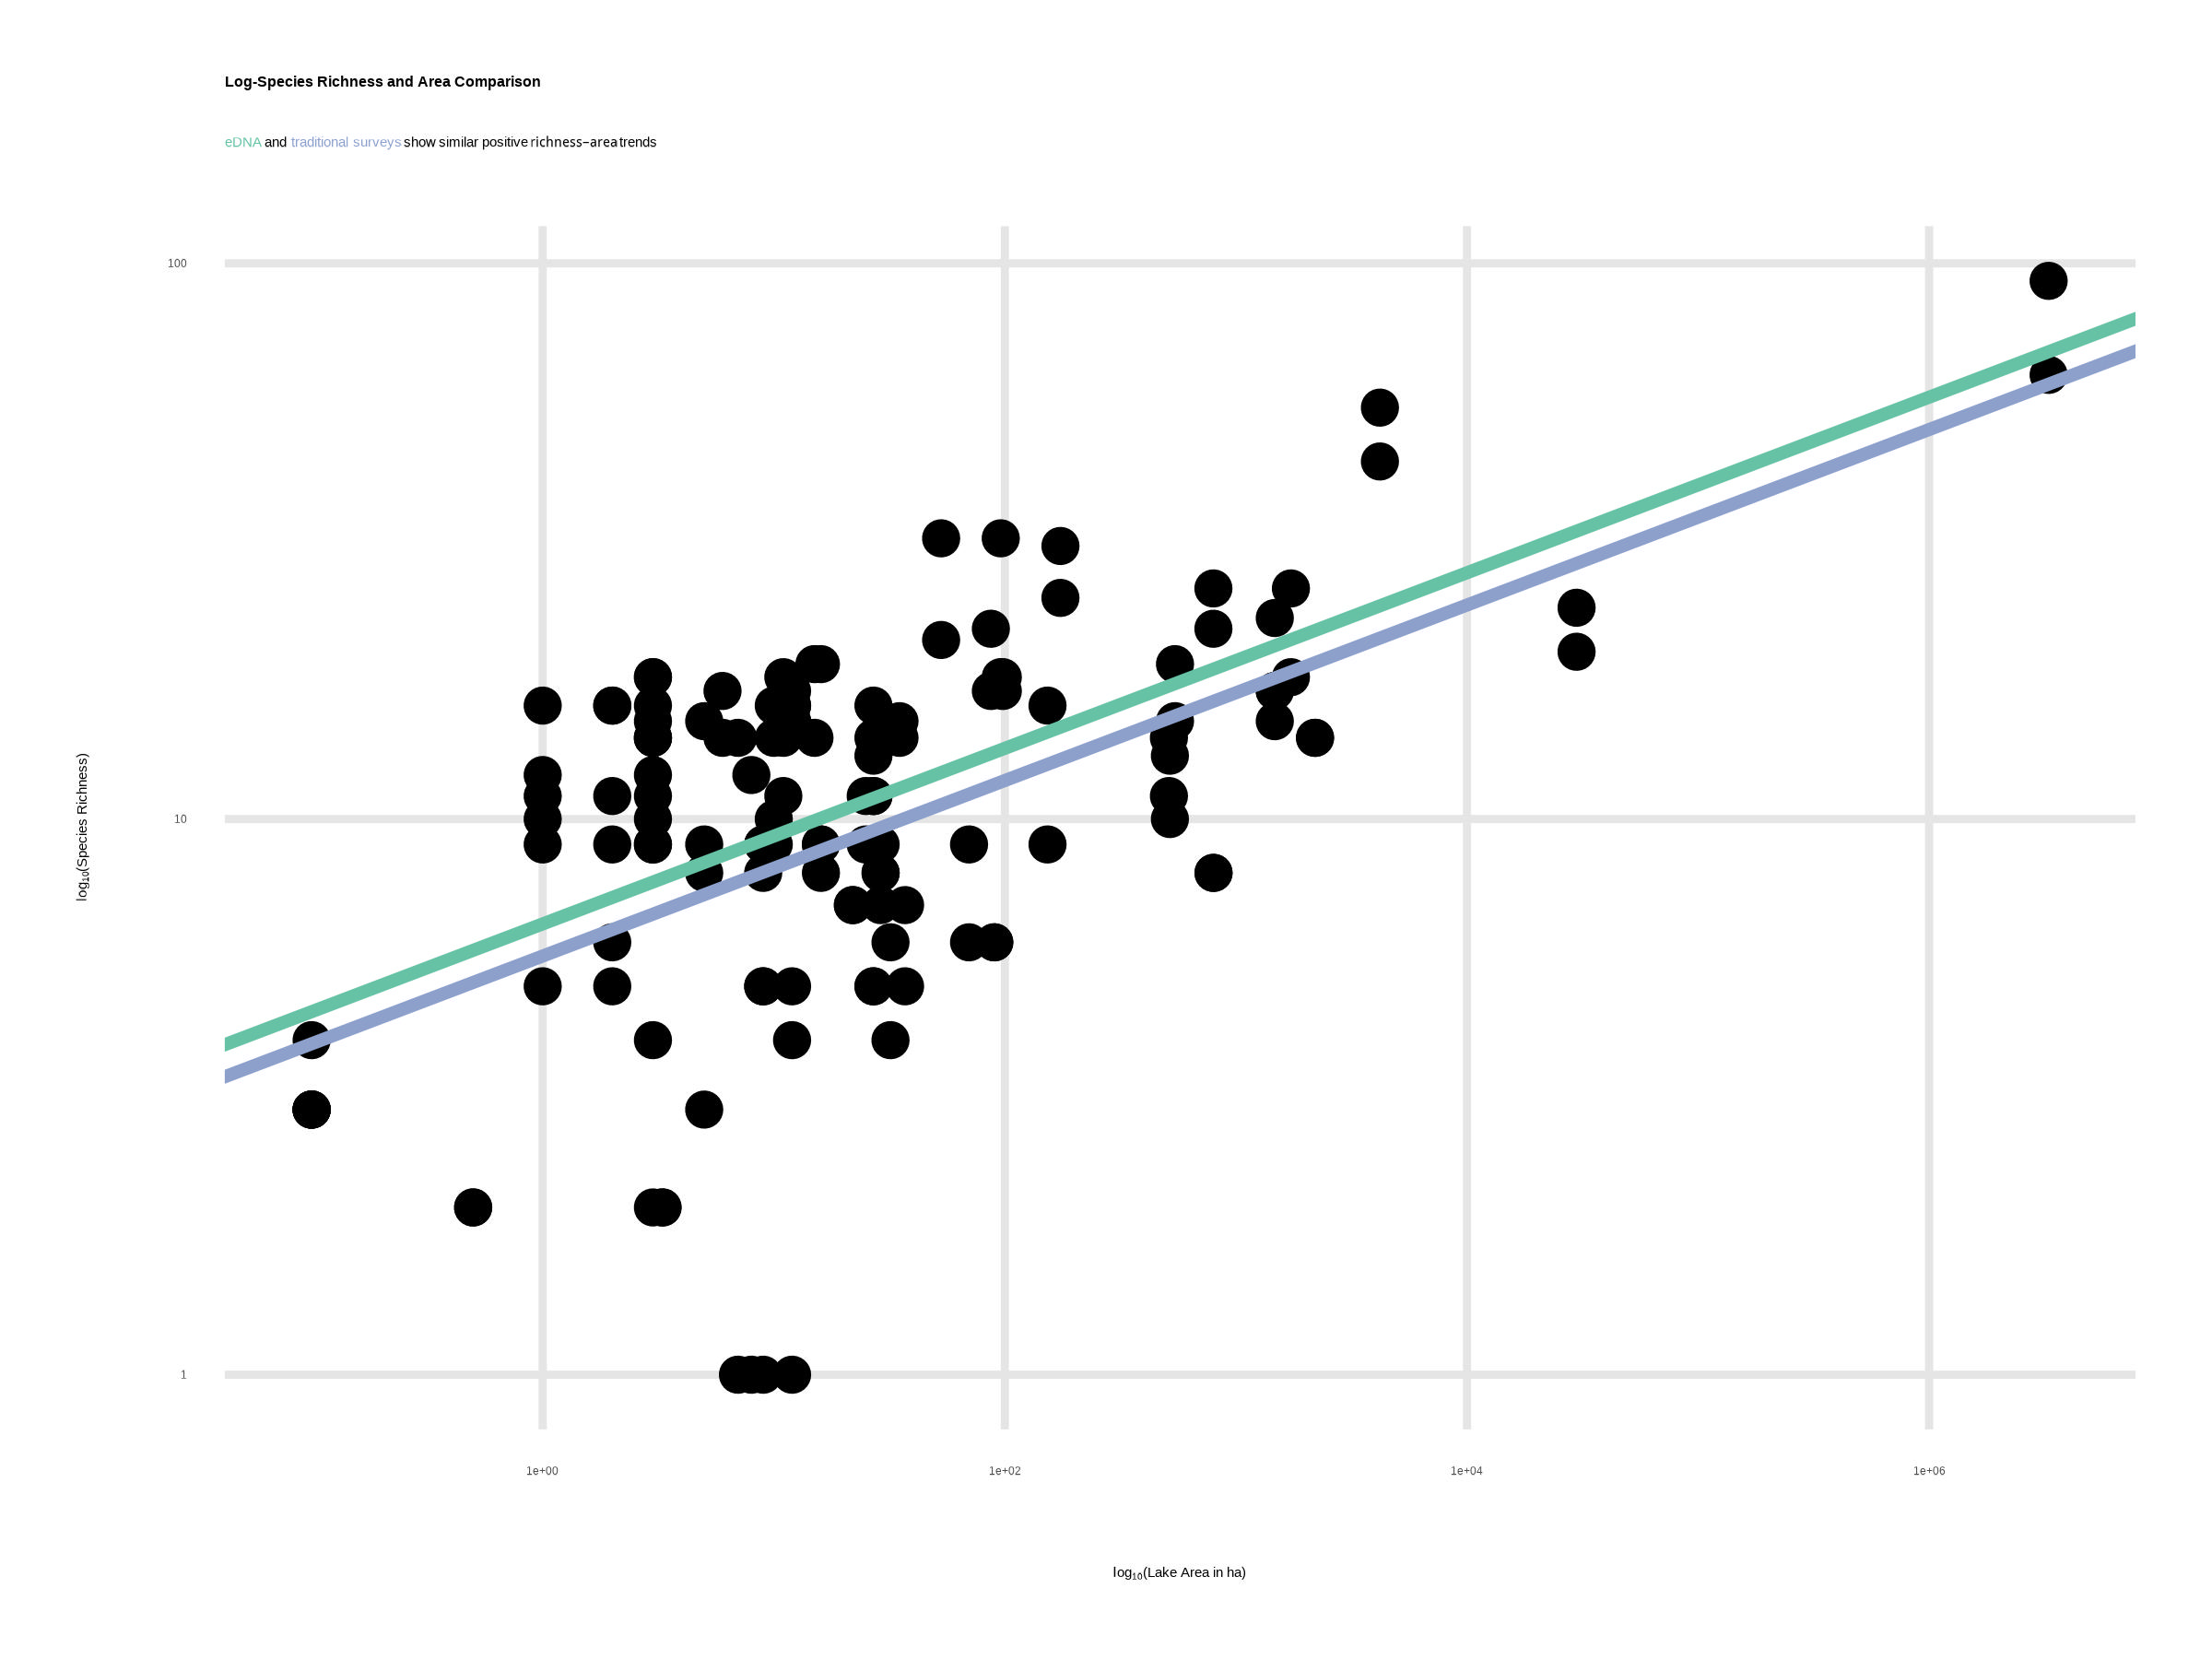 Log-Species Richness and Area Comparison
eDNA and traditional surveys show similar positive richness−area trends
100
10
1
log₁₀(Species Richness)
1e+00 1e+02 1e+04 1e+06
log₁₀(Lake Area in ha)